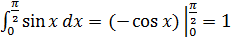 ∫₀^(π/2) sin x dx = (−cos x) |₀^(π/2) = 1